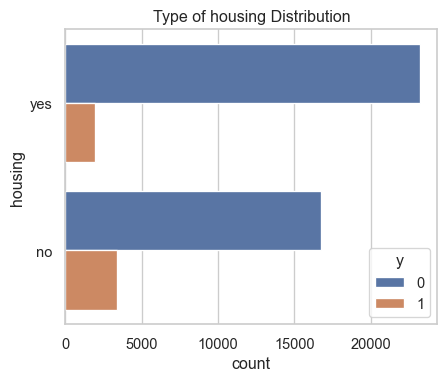 Type of housing Distribution
housing
yes
no
y
0
1
0
5000
10000
15000
20000
count